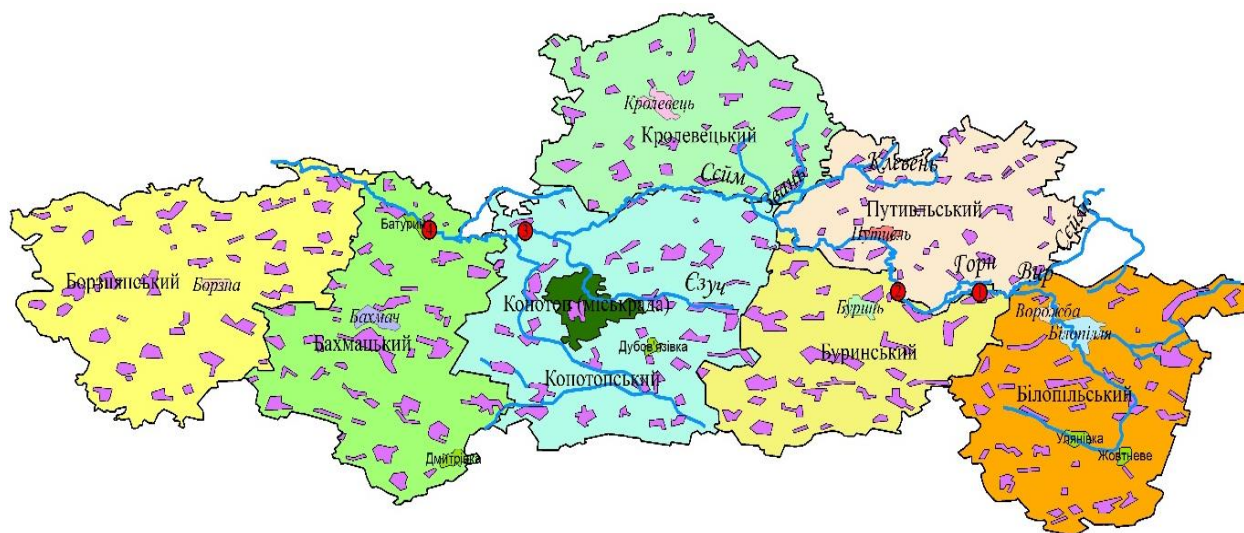 Кролевець
Кролевецький
Сейм
Звань
Клевень
Путивльський
Путивль
Сейм
Батурин
Борзнянський
Борзна
Єзуч
Горн
Вир
Конотоп (міськрада)
Буринь
Ворожба
Білопілля
Бахмач
Бахмацький
Дубов'язівка
Буринський
Конотопський
Білопільський
Улянівка
Жовтневе
Дмитрівка